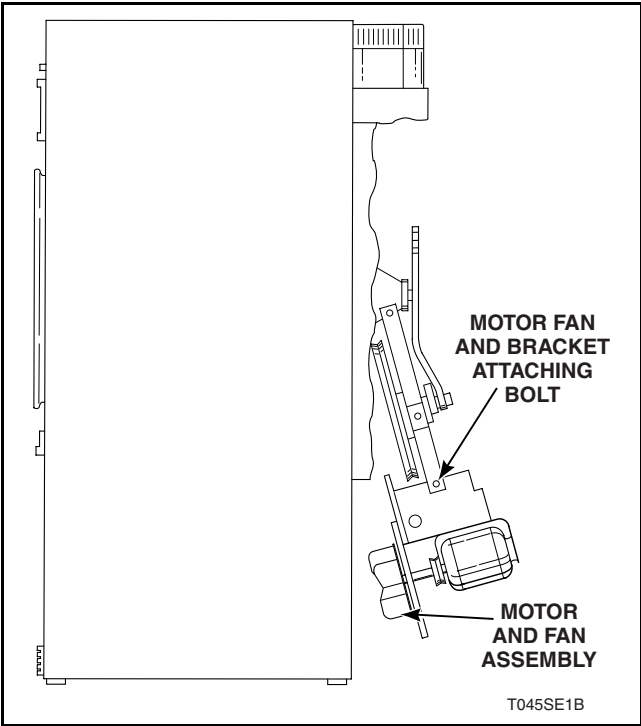 MOTOR FAN
AND BRACKET
ATTACHING
BOLT
MOTOR
AND FAN
ASSEMBLY
T045SE1B